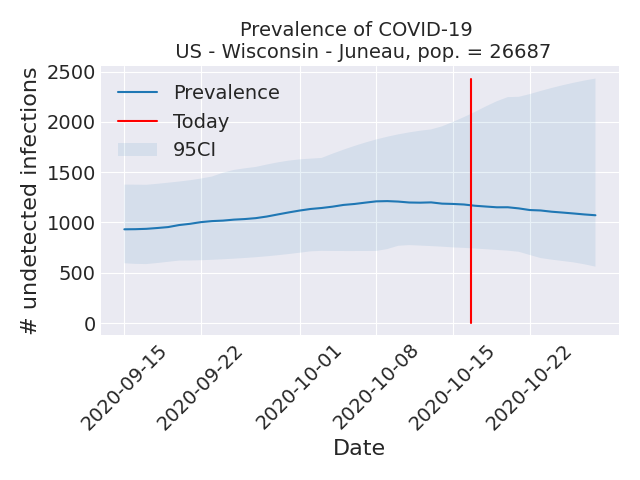 Prevalence of COVID-19
US - Wisconsin - Juneau, pop. = 26687
# undetected infections
2500
2000
1500
1000
500
0
Prevalence
Today
95CI
2020-09-15
2020-09-22
2020-10-01
2020-10-08
2020-10-15
2020-10-22
Date